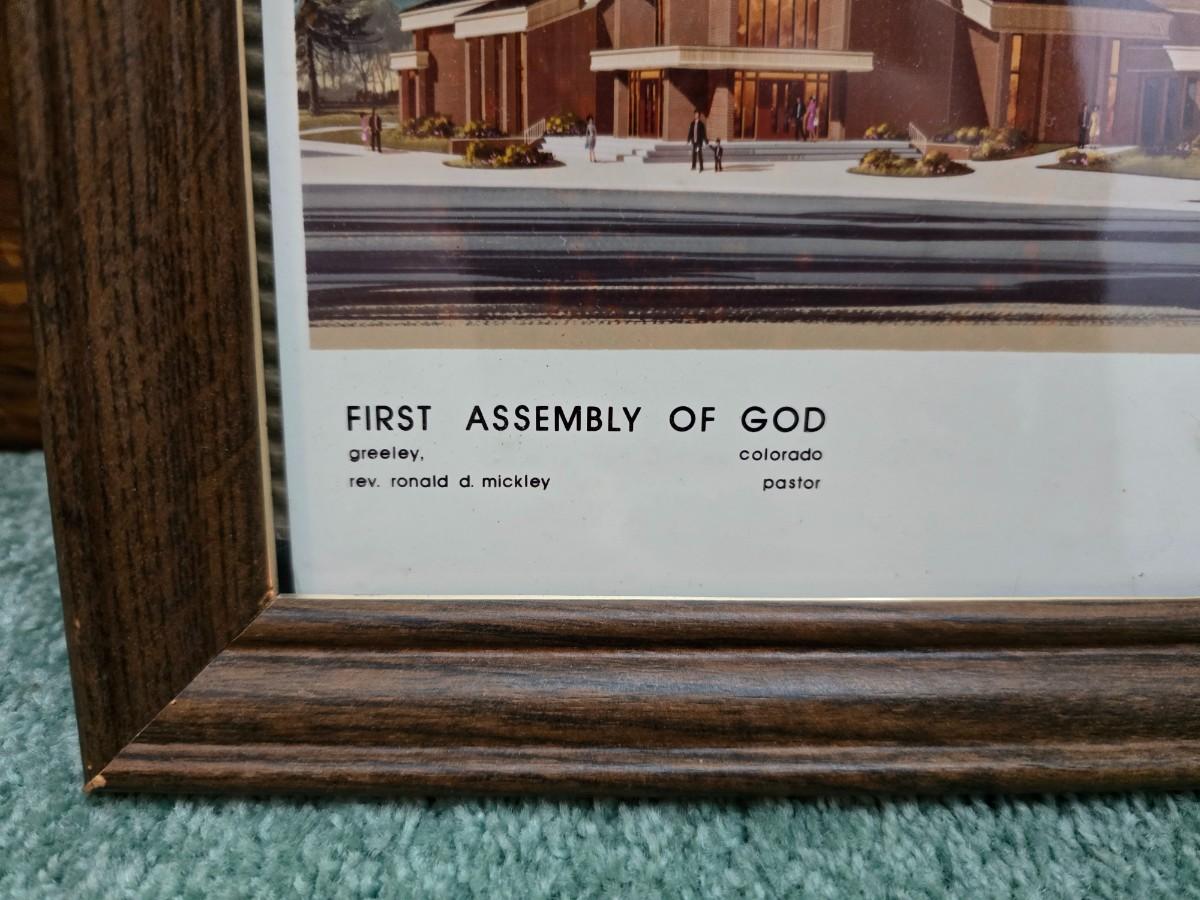 FIRST ASSEMBLY OF GOD
greeley, colorado
rev. ronald d. mickley pastor